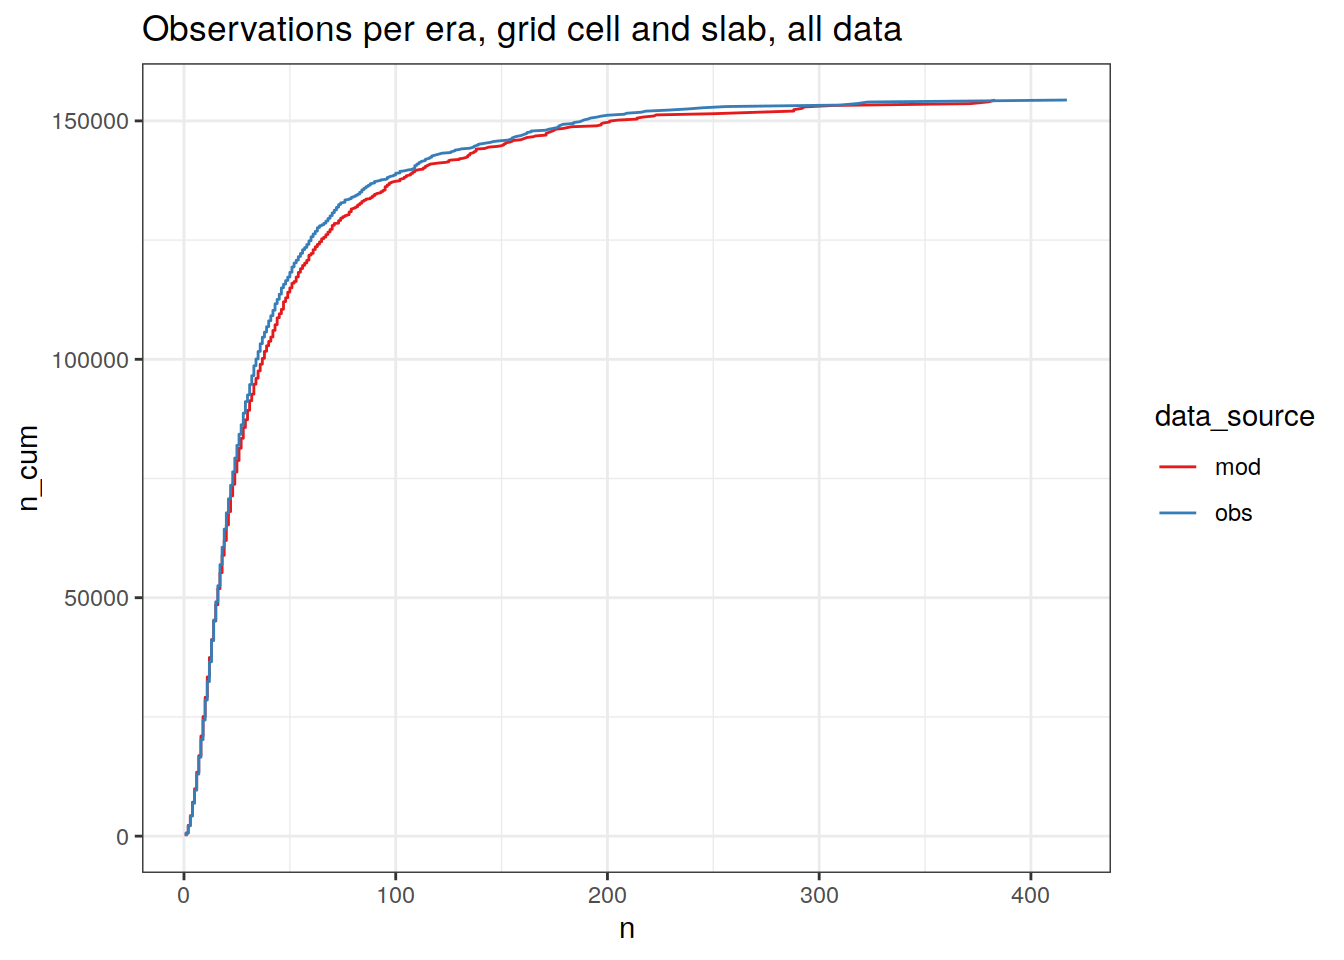 Observations per era, grid cell and slab, all data
150000
100000
50000
0
n_cum
0 100 200 300 400
n
data_source
mod
obs